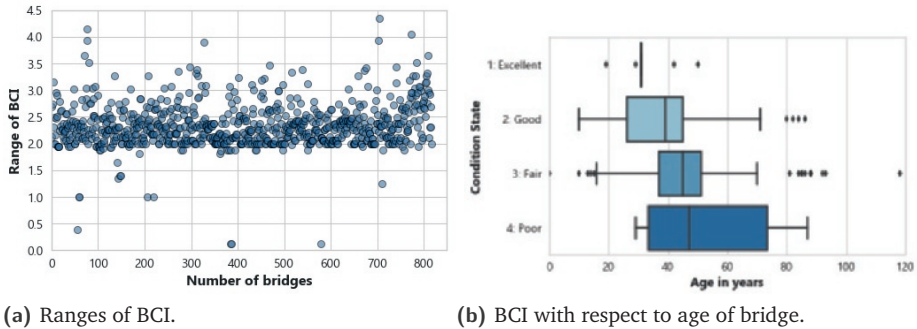 4.5
4.0
3.5
3.0
2.5
2.0
1.5
1.0
0.5
0.0
Range of BCI
0 100 200 300 400 500 600 700 800
Number of bridges
(a) Ranges of BCI.
Condition State
1: Excellent
2: Good
3: Fair
4: Poor
0 20 40 60 80 100 120
Age in years
(b) BCI with respect to age of bridge.